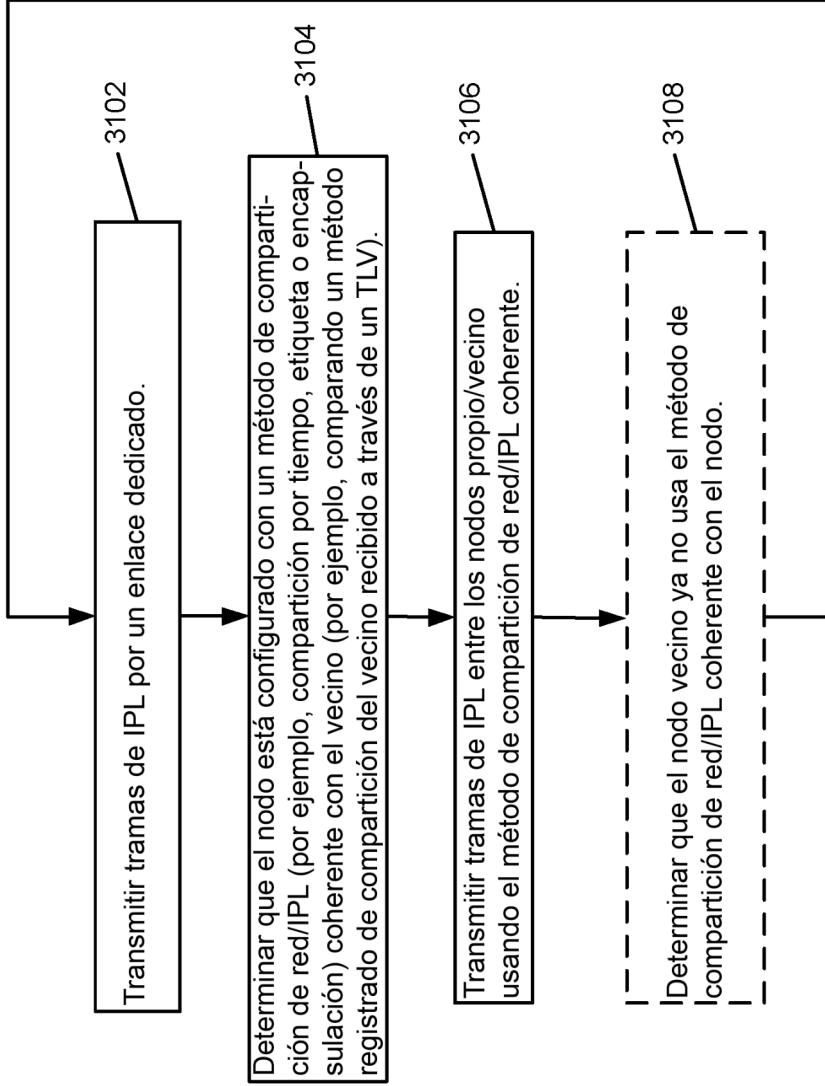 3102
Transmitir tramas de IPL por un enlace dedicado.
3104
Determinar que el nodo está configurado con un método de comparti-
ción de red/IPL (por ejemplo, compartición por tiempo, etiqueta o encap-
sulación) coherente con el vecino (por ejemplo, comparando un método
registrado de compartición del vecino recibido a través de un TLV).
3106
Transmitir tramas de IPL entre los nodos propio/vecino
usando el método de compartición de red/IPL coherente.
3108
Determinar que el nodo vecino ya no usa el método de
compartición de red/IPL coherente con el nodo.